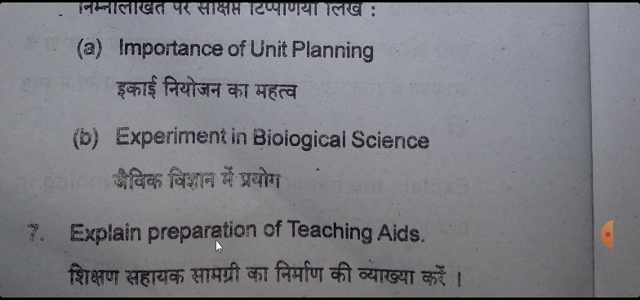 निम्नलिखित पर संक्षिप्त टिप्पणियाँ लिखें :
(a) Importance of Unit Planning
इकाई नियोजन का महत्व
(b) Experiment in Biological Science
जैविक विज्ञान में प्रयोग
7. Explain preparation of Teaching Aids.
शिक्षण सहायक सामग्री का निर्माण की व्याख्या करें ।